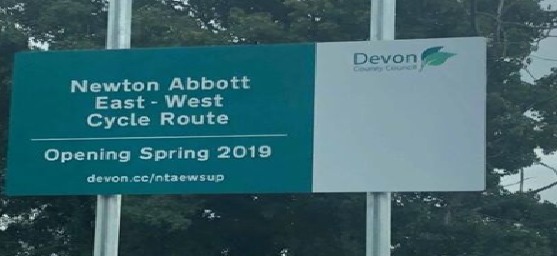 Newton Abbott
East - West
Cycle Route
Opening Spring 2019
devon.cc/ntaewsup
Devon
County Council